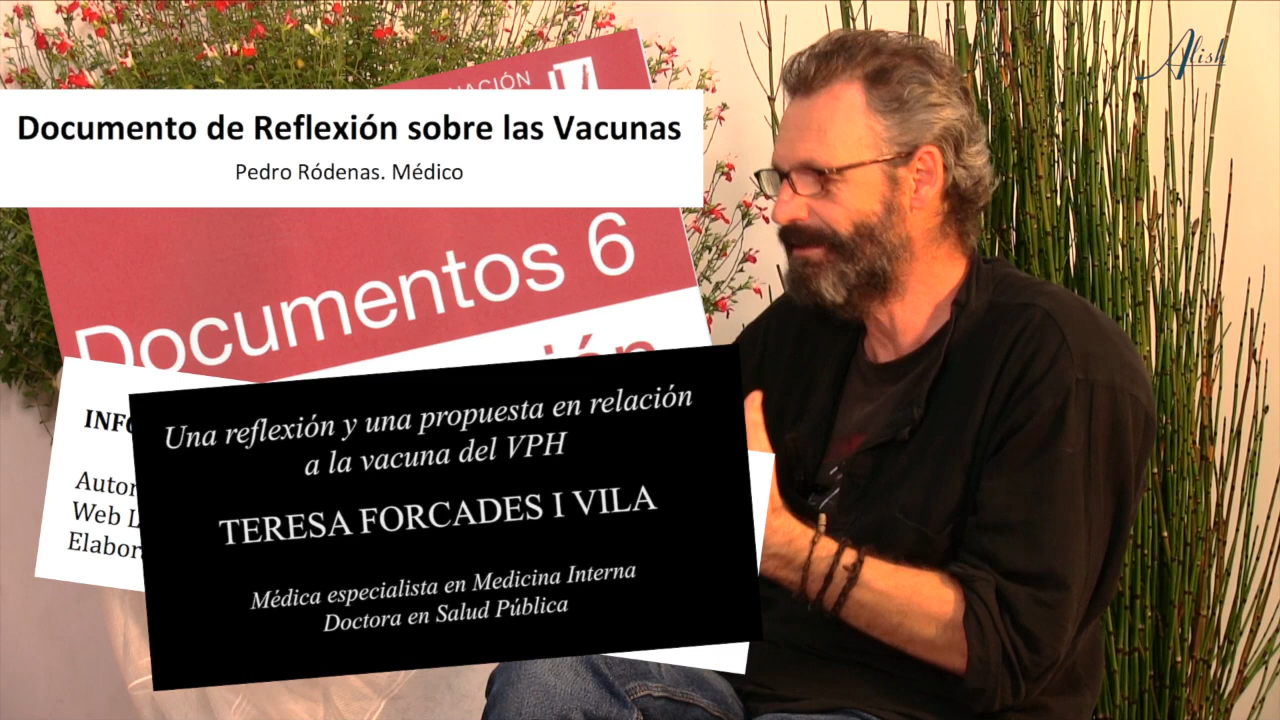 Alish
Documento de Reflexión sobre las Vacunas
Pedro Ródenas. Médico
Documentos 6
Una reflexión y una propuesta en relación
a la vacuna del VPH
TERESA FORCADES I VILA
Médica especialista en Medicina Interna
Doctora en Salud Pública